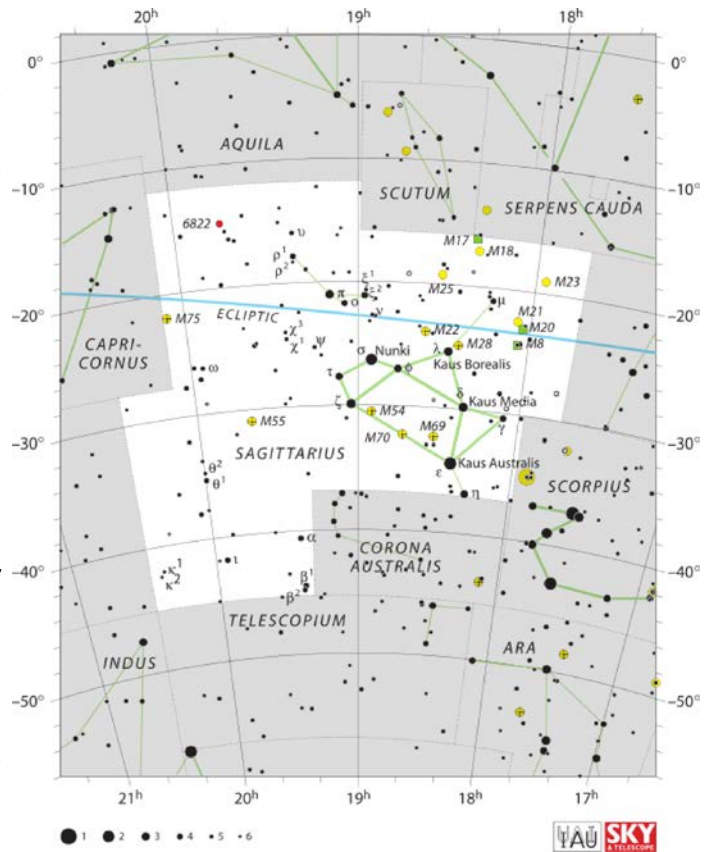 20h 19h 18h
0° 0°
AQUILA
SCUTUM
SERPENS CAUDA
-10° -10°
6822
υ
M17
M18
ρ¹
ρ²
ξ¹
ξ²
M25
M23
π
ο
μ
-20° -20°
ν
M21
ECLIPTIC
M75
χ³
χ¹
ψ
M22
M20
M28
M8
CAPRI-
CORNUS
σ Nunki
λ
Kaus Borealis
ω
τ
φ
δ
Kaus Media
ζ
M54
γ
M55
M69
-30° -30°
M70
SAGITTARIUS
Kaus Australis
ε
θ²
θ¹
η
SCORPIUS
α
CORONA
AUSTRALIS
-40° -40°
κ¹
κ²
ι
β¹
β²
TELESCOPIUM
ARA
INDUS
-50° -50°
21h 20h 19h 18h 17h
1 2 3 4 5 6
IAU
SKY
& TELESCOPE